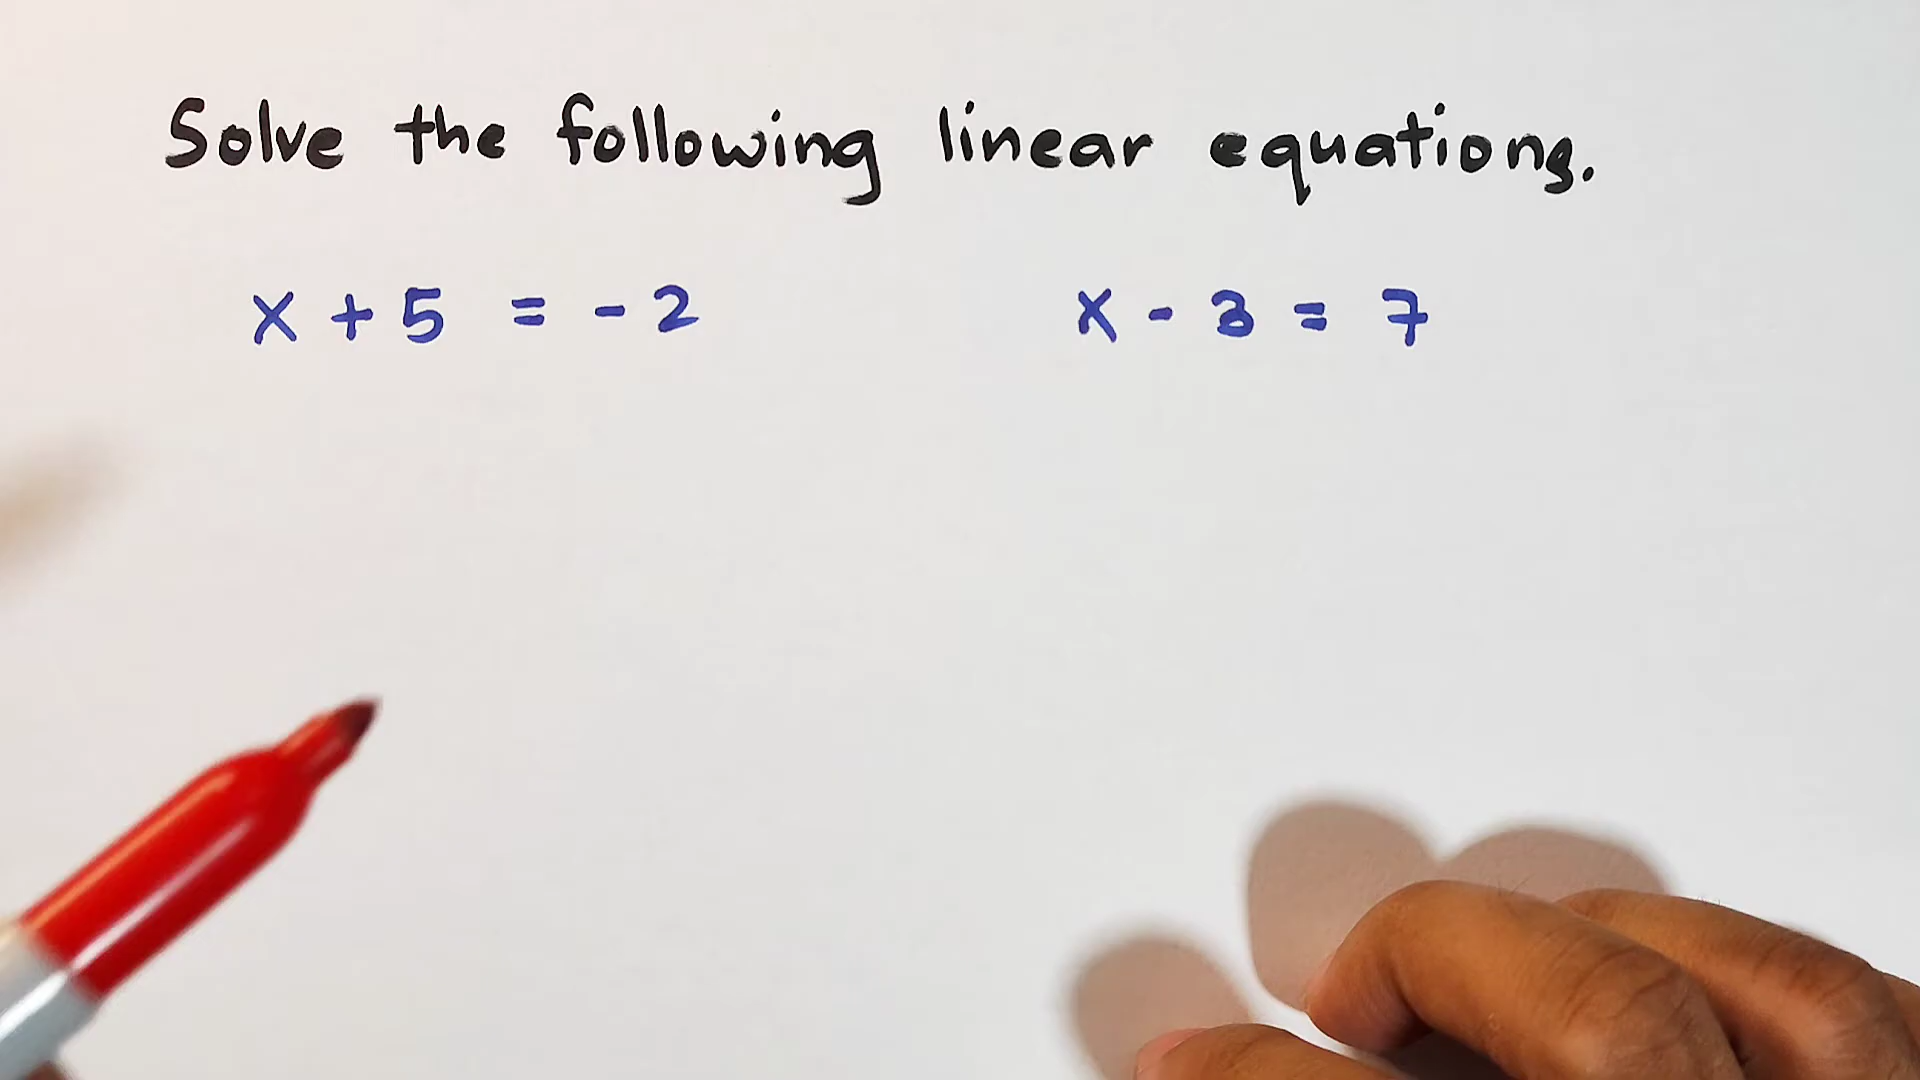 Solve the following linear equations.
x + 5 = - 2
x - 3 = 7